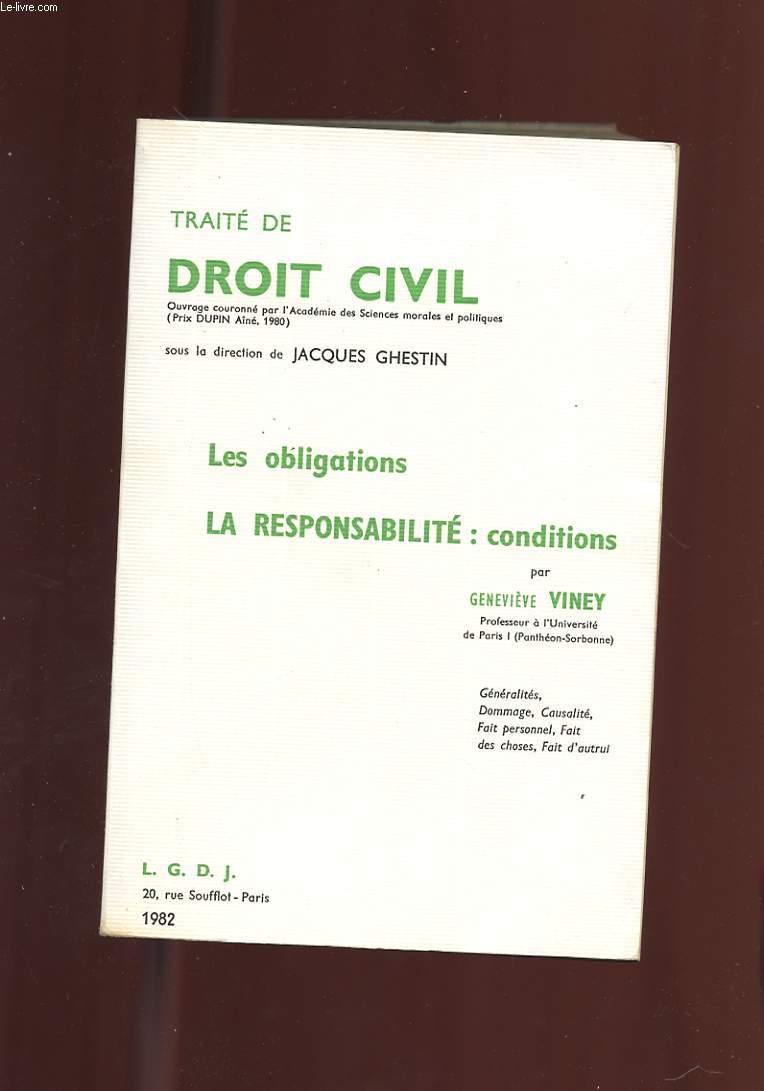 Le-livre.com
TRAITÉ DE
DROIT CIVIL
Ouvrage couronné par l'Académie des Sciences morales et politiques
(Prix DUPIN Aîné, 1980)
sous la direction de JACQUES GHESTIN
Les obligations
LA RESPONSABILITÉ : conditions
par
GENEVIÈVE VINEY
Professeur à l'Université
de Paris I (Panthéon-Sorbonne)
Généralités,
Dommage, Causalité,
Fait personnel, Fait
des choses, Fait d'autrui
L. G. D. J.
20, rue Soufflot - Paris
1982